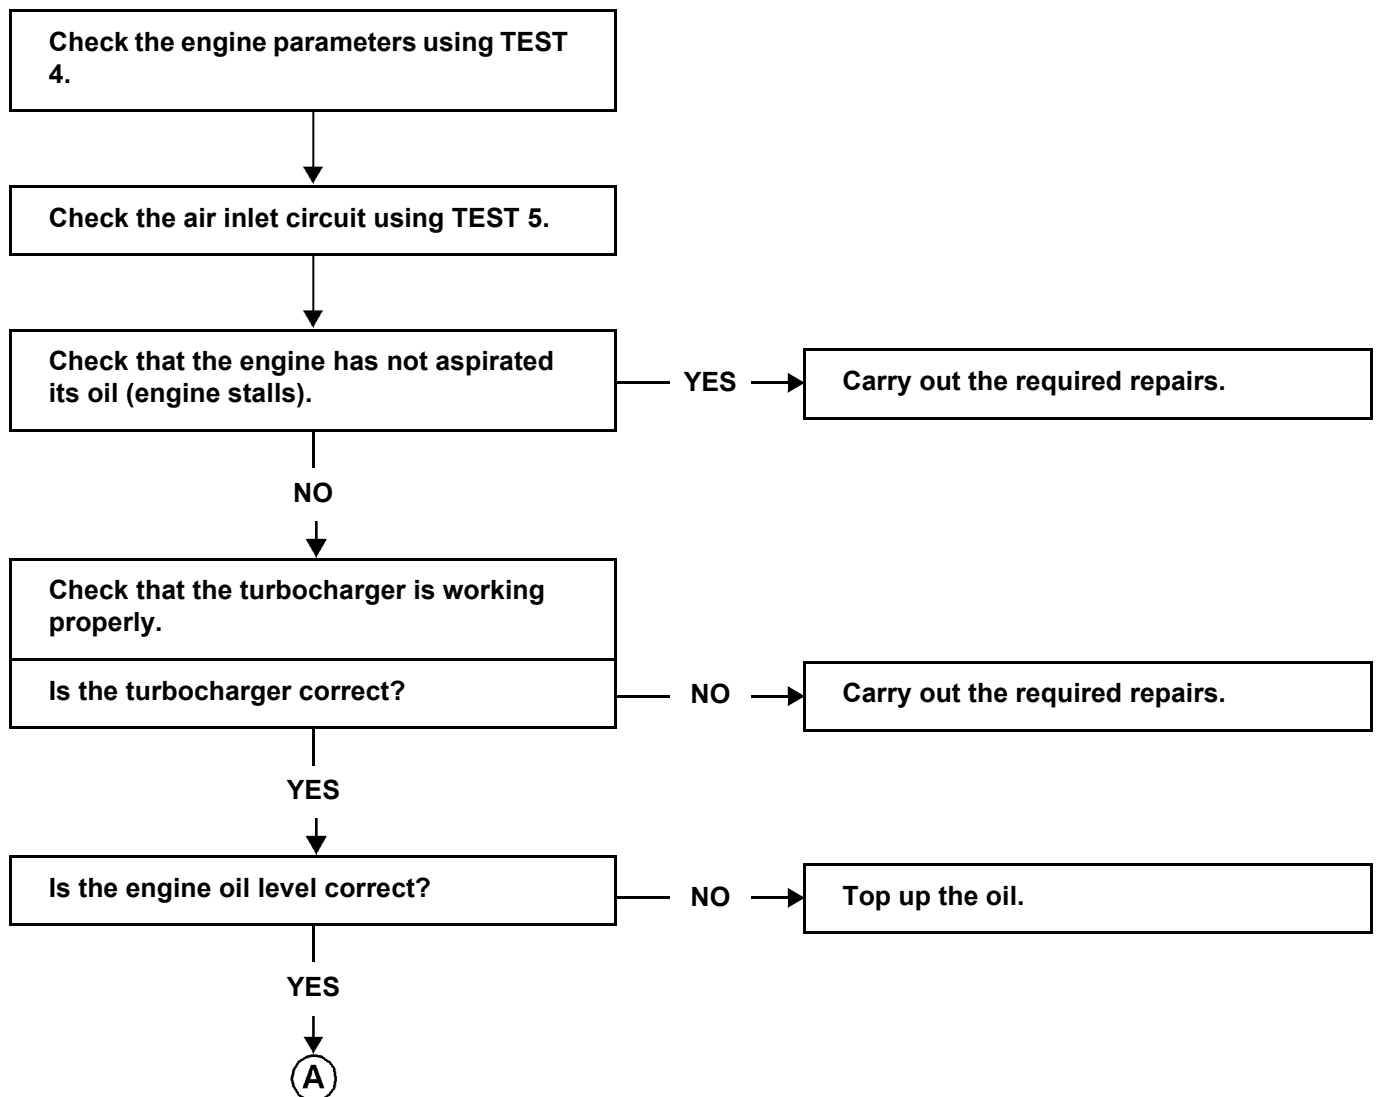 Check the engine parameters using TEST
4.
Check the air inlet circuit using TEST 5.
Check that the engine has not aspirated
its oil (engine stalls).
YES
Carry out the required repairs.
NO
Check that the turbocharger is working
properly.
Is the turbocharger correct?
NO
Carry out the required repairs.
YES
Is the engine oil level correct?
NO
Top up the oil.
YES
A